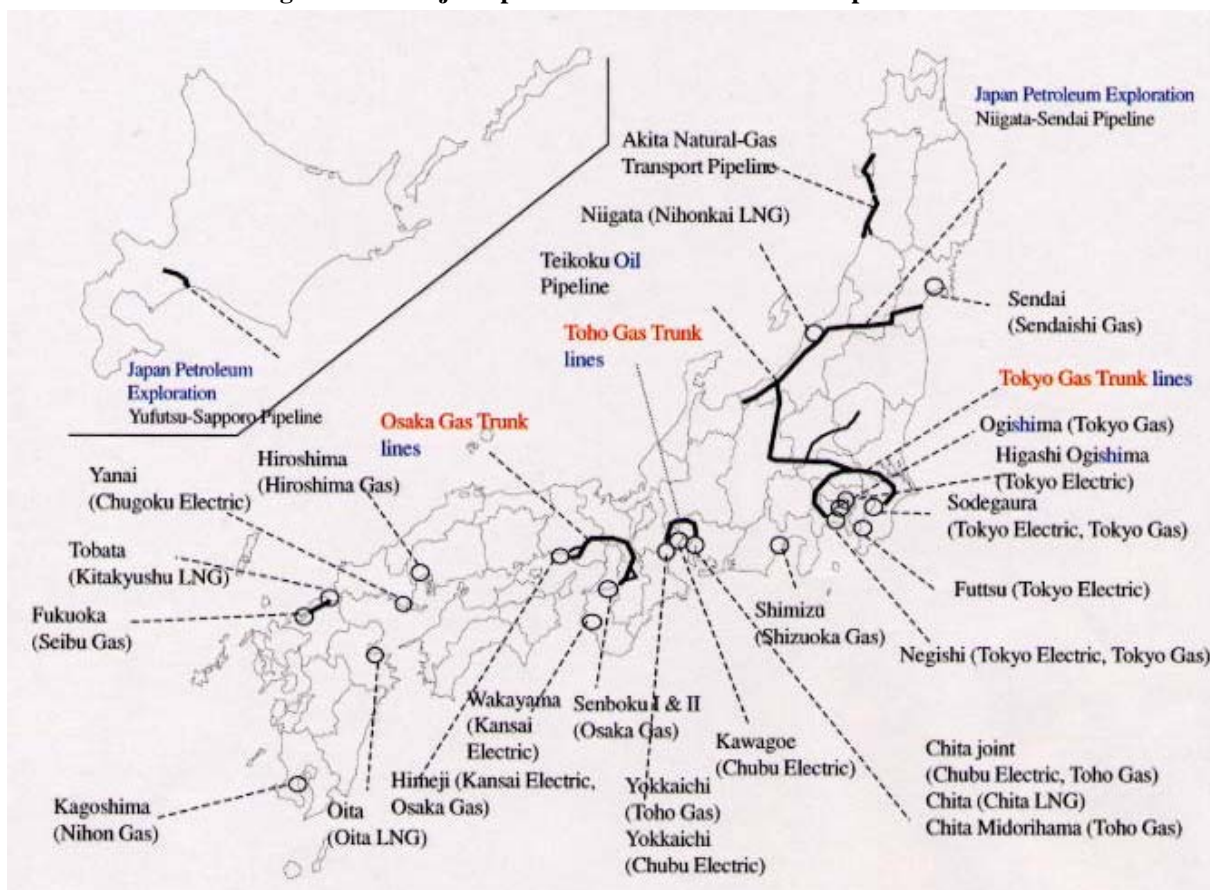 Japan Petroleum Exploration
Niigata-Sendai Pipeline
Akita Natural-Gas
Transport Pipeline
Niigata (Nihonkai LNG)
Teikoku Oil
Pipeline
Sendai
(Sendaishi Gas)
Toho Gas Trunk
lines
Japan Petroleum
Exploration
Yufutsu-Sapporo Pipeline
Tokyo Gas Trunk lines
Osaka Gas Trunk
lines
Ogishima (Tokyo Gas)
Higashi Ogishima
(Tokyo Electric)
Hiroshima
(Hiroshima Gas)
Yanai
(Chugoku Electric)
Sodegaura
(Tokyo Electric, Tokyo Gas)
Tobata
(Kitakyushu LNG)
Futtsu (Tokyo Electric)
Fukuoka
(Seibu Gas)
Shimizu
(Shizuoka Gas)
Negishi (Tokyo Electric, Tokyo Gas)
Wakayama
(Kansai
Electric)
Senboku I & II
(Osaka Gas)
Kawagoe
(Chubu Electric)
Chita joint
(Chubu Electric, Toho Gas)
Chita (Chita LNG)
Chita Midorihama (Toho Gas)
Himeji (Kansai Electric,
Osaka Gas)
Yokkaichi
(Toho Gas)
Yokkaichi
(Chubu Electric)
Kagoshima
(Nihon Gas)
Oita
(Oita LNG)